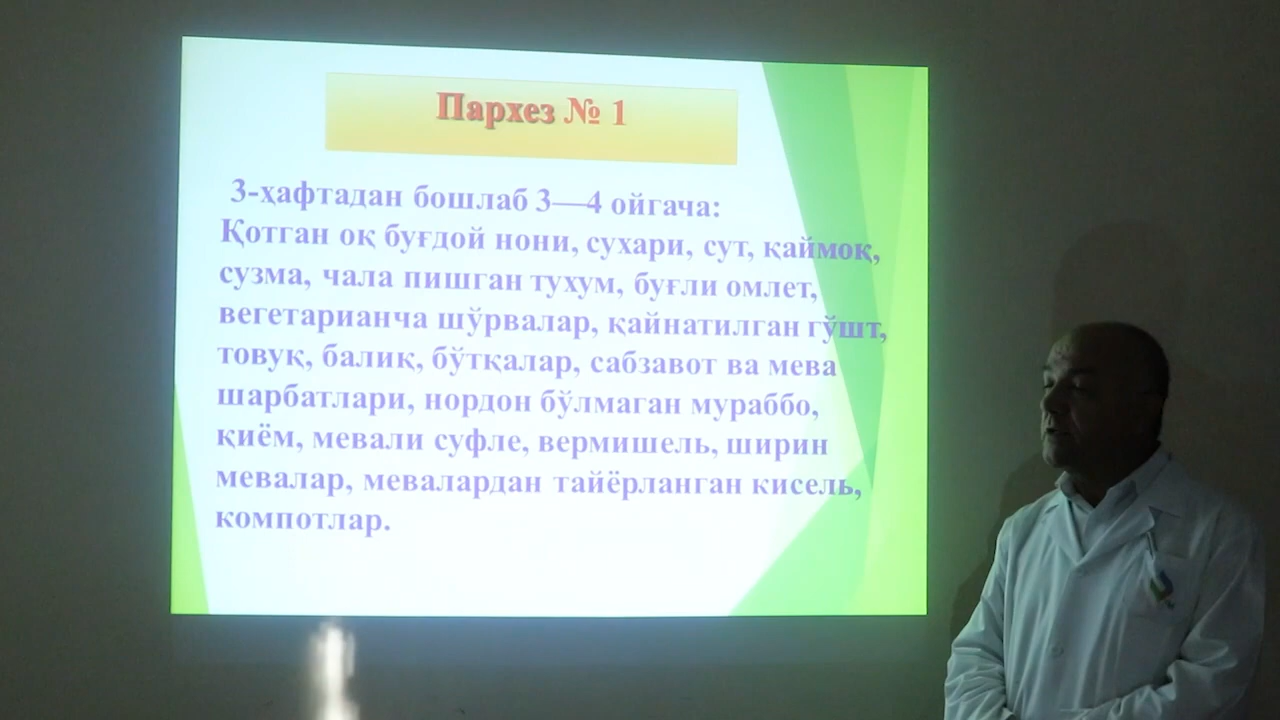 Пархез № 1
3-ҳафтадан бошлаб 3—4 ойгача:
Қотган оқ буғдой нони, сухари, сут, қаймоқ,
сузма, чала пишган тухум, буғли омлет,
вегетарианча шўрвалар, қайнатилган гўшт,
товуқ, балиқ, бўтқалар, сабзавот ва мева
шарбатлари, нордон бўлмаган мураббо,
қиём, мевали суфле, вермишель, ширин
мевалар, мевалардан тайёрланган кисель,
компотлар.